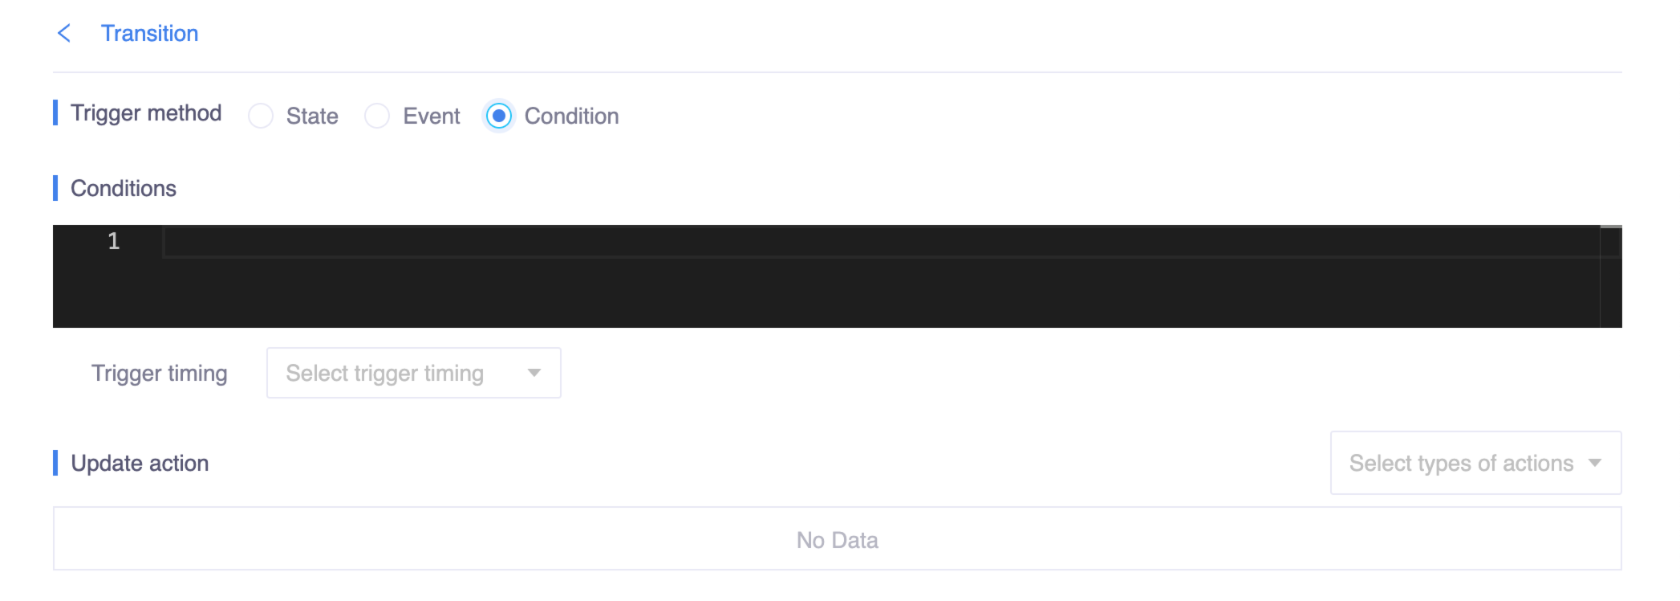 Transition
Trigger method State Event Condition
Conditions
1
Trigger timing Select trigger timing
Update action Select types of actions
No Data